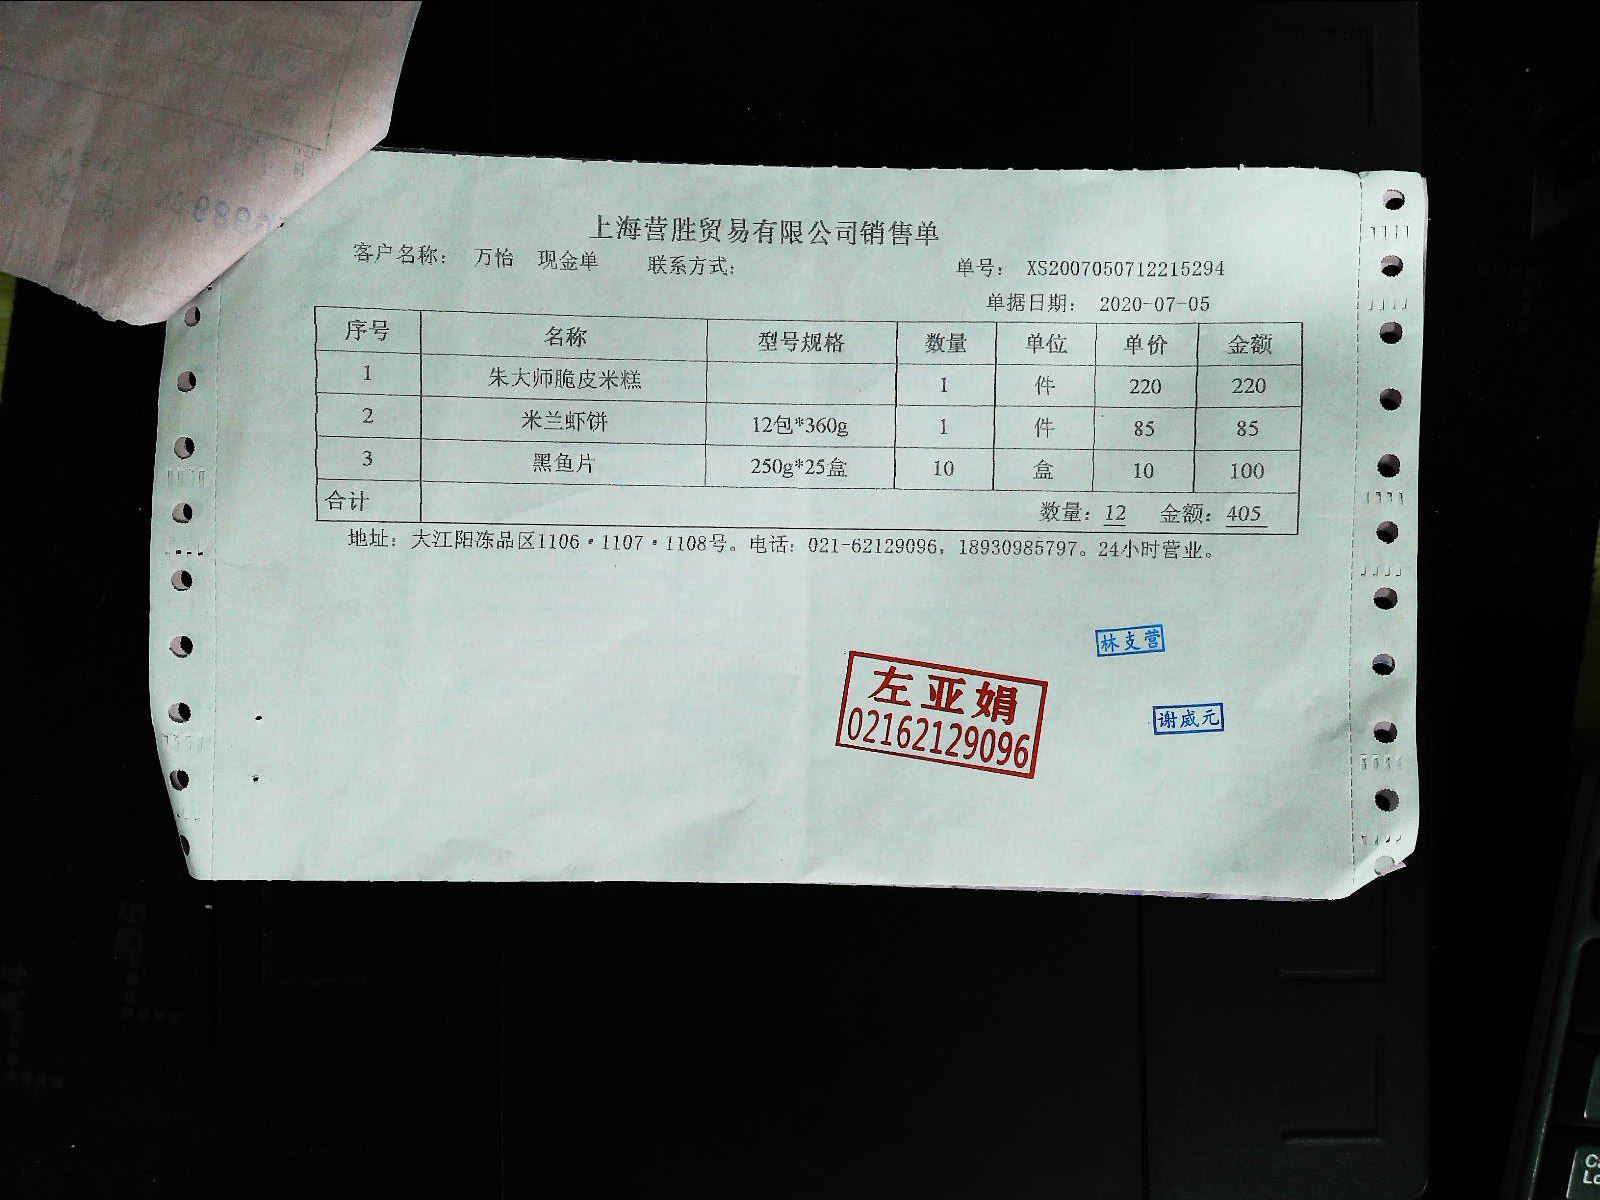 上海营胜贸易有限公司销售单
客户名称： 万怡 现金单 联系方式： 单号： XS2007050712215294
单据日期： 2020-07-05
序号 名称 型号规格 数量 单位 单价 金额
1 朱大师脆皮米糕 1 件 220 220
2 米兰虾饼 12包*360g 1 件 85 85
3 黑鱼片 250g*25盒 10 盒 10 100
合计 数量：12 金额：405
地址：大江阳冻品区1106·1107·1108号。电话：021-62129096，18930985797。24小时营业。
林支营
左亚娟
02162129096
谢威元
B5
A4